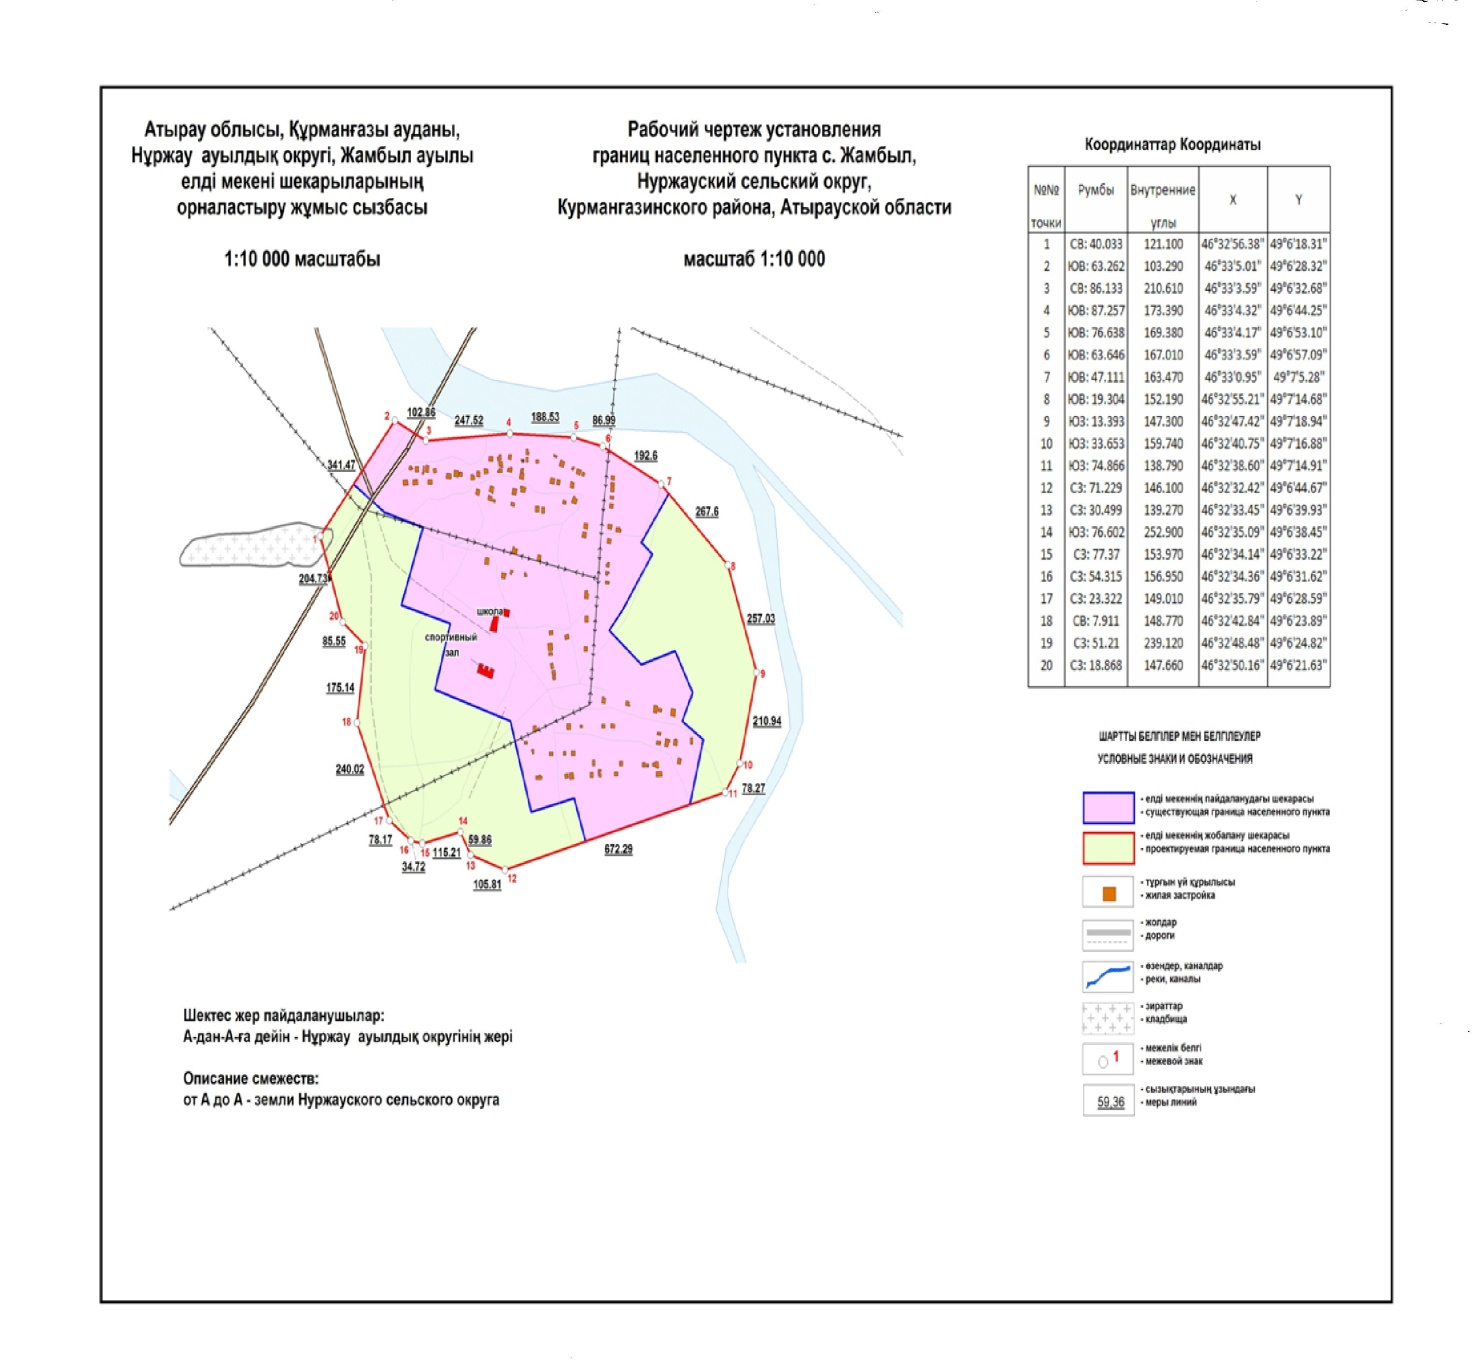 Атырау облысы, Құрманғазы ауданы,
Нұржау ауылдық округі, Жамбыл ауылы
елді мекені шекарыларының
орналастыру жұмыс сызбасы
1:10 000 масштабы
Рабочий чертеж установления
границ населенного пункта с. Жамбыл,
Нуржауский сельский округ,
Курмангазинского района, Атырауской области
масштаб 1:10 000
Координаттар Координаты
№№ точки Румбы Внутренние углы X Y
1 СВ: 40.033 121.100 46°32'56.38" 49°6'18.31"
2 ЮВ: 63.262 103.290 46°33'5.01" 49°6'28.32"
3 СВ: 86.133 210.610 46°33'3.59" 49°6'32.68"
4 ЮВ: 87.257 173.390 46°33'4.32" 49°6'44.25"
5 ЮВ: 76.638 169.380 46°33'4.17" 49°6'53.10"
6 ЮВ: 63.646 167.010 46°33'3.59" 49°6'57.09"
7 ЮВ: 47.111 163.470 46°33'0.95" 49°7'5.28"
8 ЮВ: 19.304 152.190 46°32'55.21" 49°7'14.68"
9 ЮЗ: 13.393 147.300 46°32'47.42" 49°7'18.94"
10 ЮЗ: 33.653 159.740 46°32'40.75" 49°7'16.88"
11 ЮЗ: 74.866 138.790 46°32'38.60" 49°7'14.91"
12 СЗ: 71.229 146.100 46°32'32.42" 49°6'44.67"
13 СЗ: 30.499 139.270 46°32'33.45" 49°6'39.93"
14 ЮЗ: 76.602 252.900 46°32'35.09" 49°6'38.45"
15 СЗ: 77.37 153.970 46°32'34.14" 49°6'33.22"
16 СЗ: 54.315 156.950 46°32'34.36" 49°6'31.62"
17 СЗ: 23.322 149.010 46°32'35.79" 49°6'28.59"
18 СВ: 7.911 148.770 46°32'42.84" 49°6'23.89"
19 СЗ: 51.21 239.120 46°32'48.48" 49°6'24.82"
20 СЗ: 18.868 147.660 46°32'50.16" 49°6'21.63"
2
102.86
3
247.52
4
188.53
5
86.99
6
192.6
7
341.47
267.6
1
8
204.73
257.03
20
школа
85.55
19
спортивный
зал
9
175.14
18
210.94
240.02
10
11
78.27
17
78.17
14
59.86
16
15
115.21
13
672.29
34.72
105.81
12
ШАРТТЫ БЕЛГІЛЕР МЕН БЕЛГІЛЕУЛЕР
УСЛОВНЫЕ ЗНАКИ И ОБОЗНАЧЕНИЯ
- елді мекеннің пайдаланудағы шекарасы
- существующая граница населенного пункта
- елді мекеннің жобалану шекарасы
- проектируемая граница населенного пункта
- тұрғын үй құрылысы
- жилая застройка
- жолдар
- дороги
- өзендер, каналдар
- реки, каналы
- зираттар
- кладбища
1
- межелік белгі
- межевой знак
59,36
- сызықтарының ұзындағы
- меры линий
Шектес жер пайдаланушылар:
А-дан-А-ға дейін - Нұржау ауылдық округінің жері
Описание смежеств:
от А до А - земли Нуржауского сельского округа